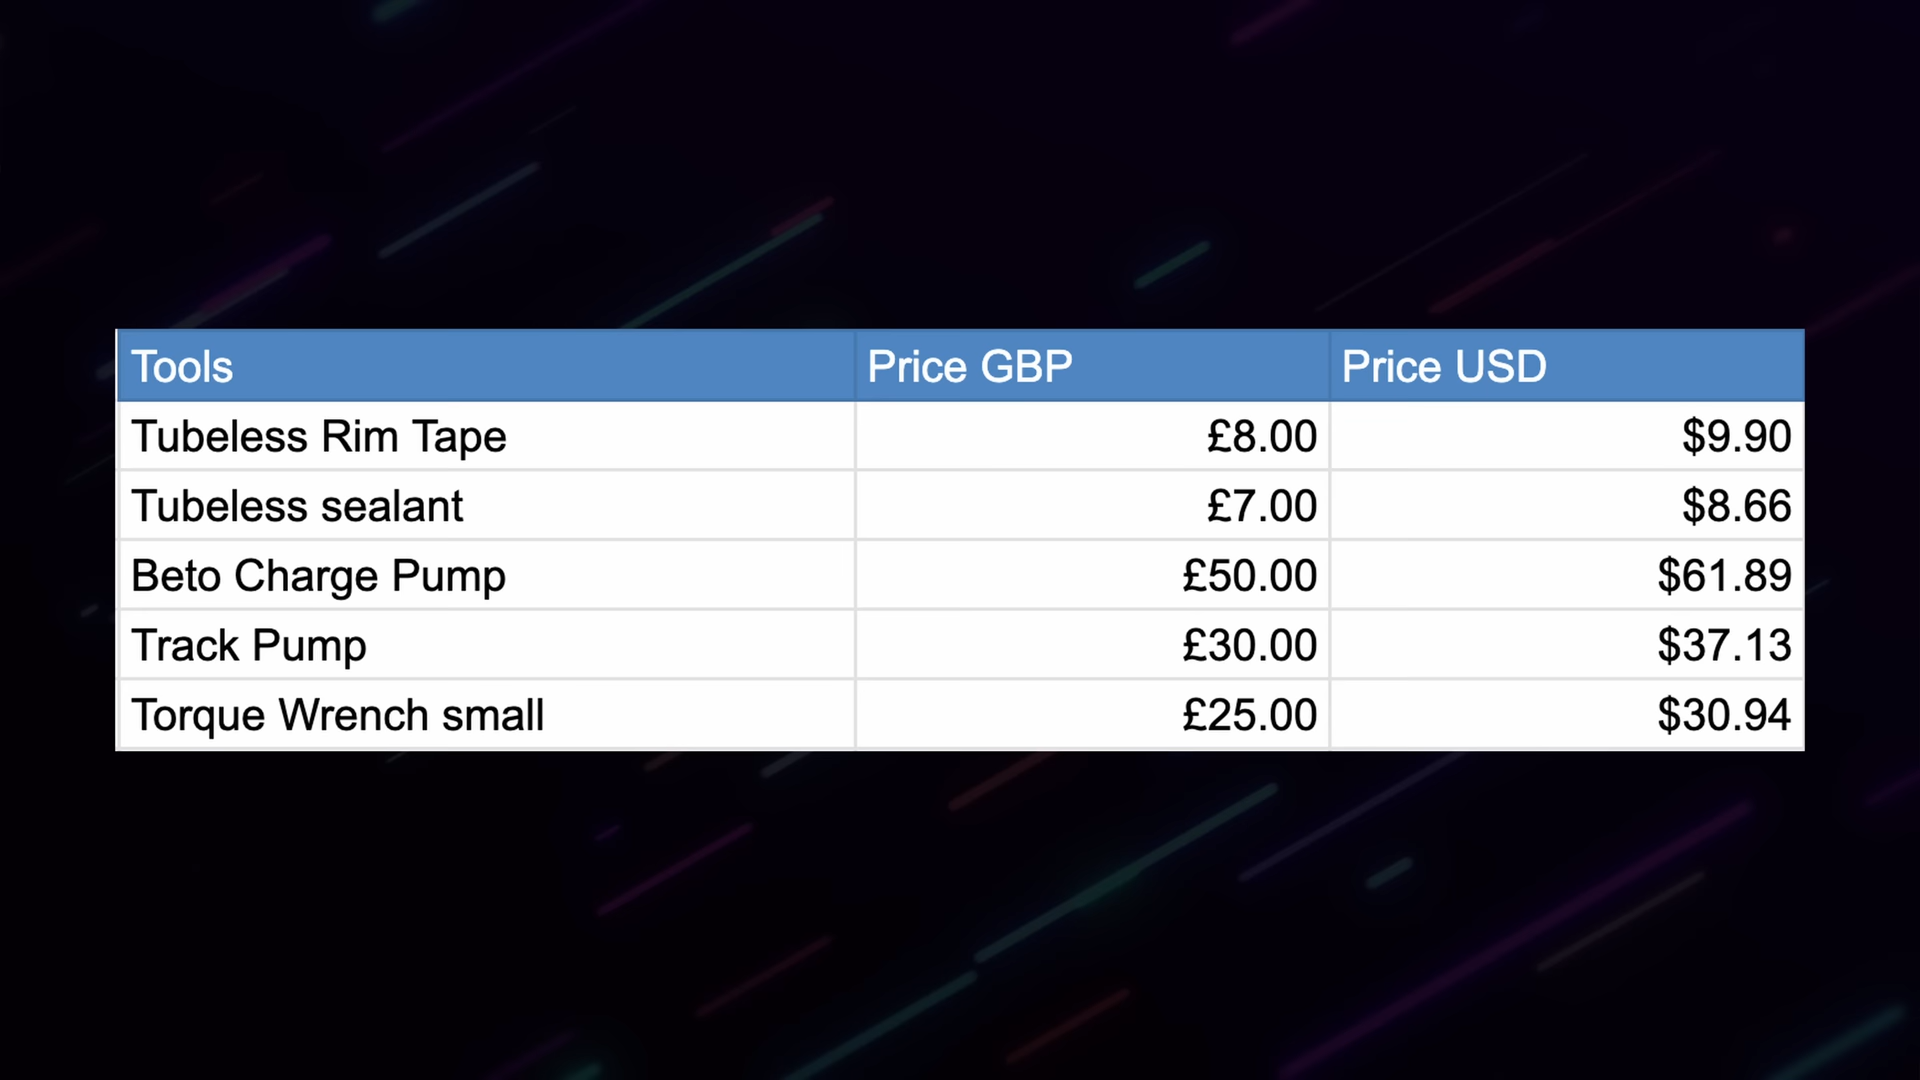 Tools Price GBP Price USD
Tubeless Rim Tape £8.00 $9.90
Tubeless sealant £7.00 $8.66
Beto Charge Pump £50.00 $61.89
Track Pump £30.00 $37.13
Torque Wrench small £25.00 $30.94